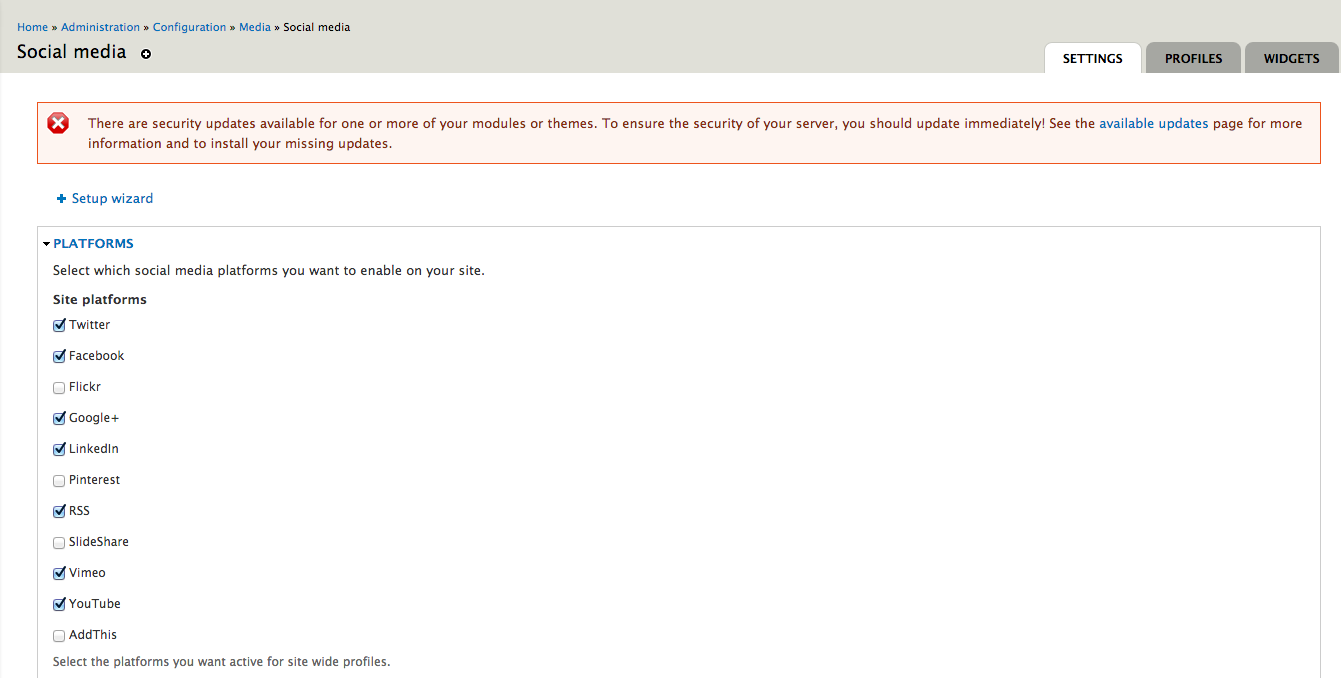 Home » Administration » Configuration » Media » Social media
Social media
SETTINGS
PROFILES
WIDGETS
There are security updates available for one or more of your modules or themes. To ensure the security of your server, you should update immediately! See the available updates page for more
information and to install your missing updates.
Setup wizard
PLATFORMS
Select which social media platforms you want to enable on your site.
Site platforms
Twitter
Facebook
Flickr
Google+
LinkedIn
Pinterest
RSS
SlideShare
Vimeo
YouTube
AddThis
Select the platforms you want active for site wide profiles.